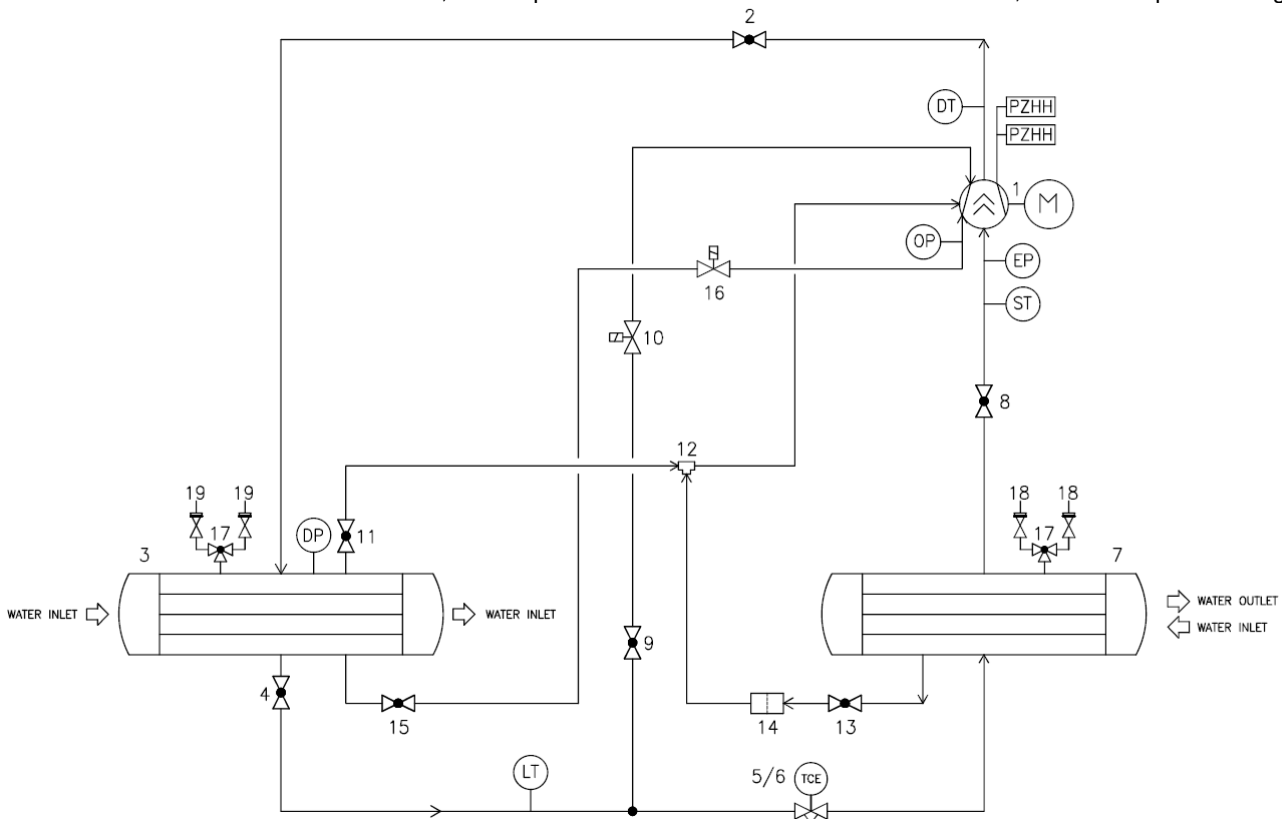 2
DT
PZHH
PZHH
1
M
OP
EP
16
ST
10
8
12
19
19
18
18
17
DP
11
17
3
7
WATER INLET
WATER INLET
WATER OUTLET
WATER INLET
9
4
15
14
13
LT
5/6
TCE